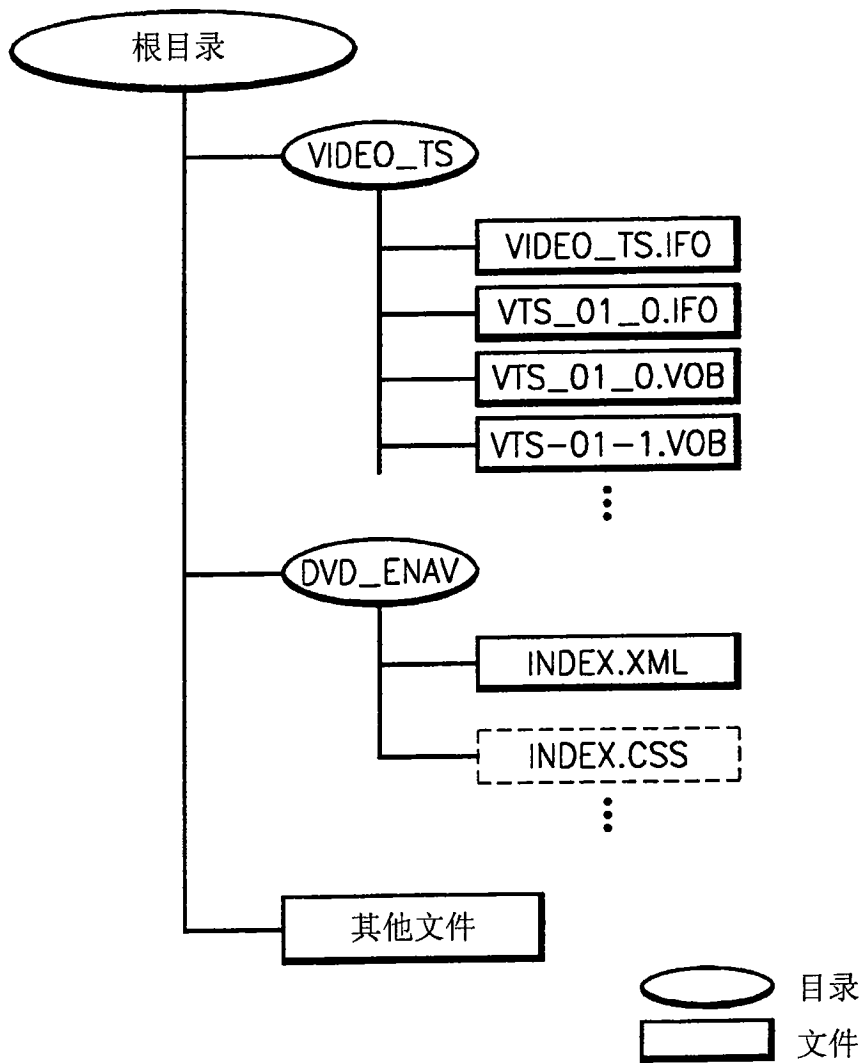 根目录
VIDEO_TS
VIDEO_TS.IFO
VTS_01_0.IFO
VTS_01_0.VOB
VTS-01-1.VOB
DVD_ENAV
INDEX.XML
INDEX.CSS
其他文件
目录
文件